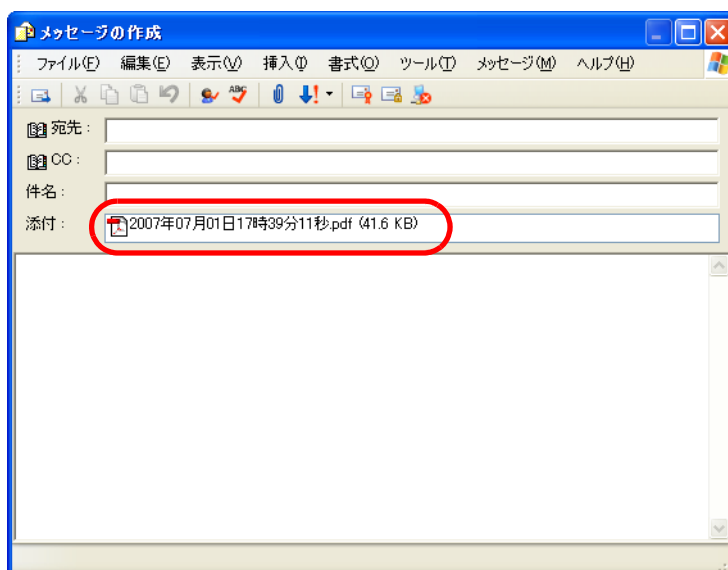 メッセージの作成
ファイル(F) 編集(E) 表示(V) 挿入(I) 書式(O) ツール(T) メッセージ(M) ヘルプ(H)
ABC
宛先：
CC：
件名：
添付： 2007年07月01日17時39分11秒.pdf (41.6 KB)